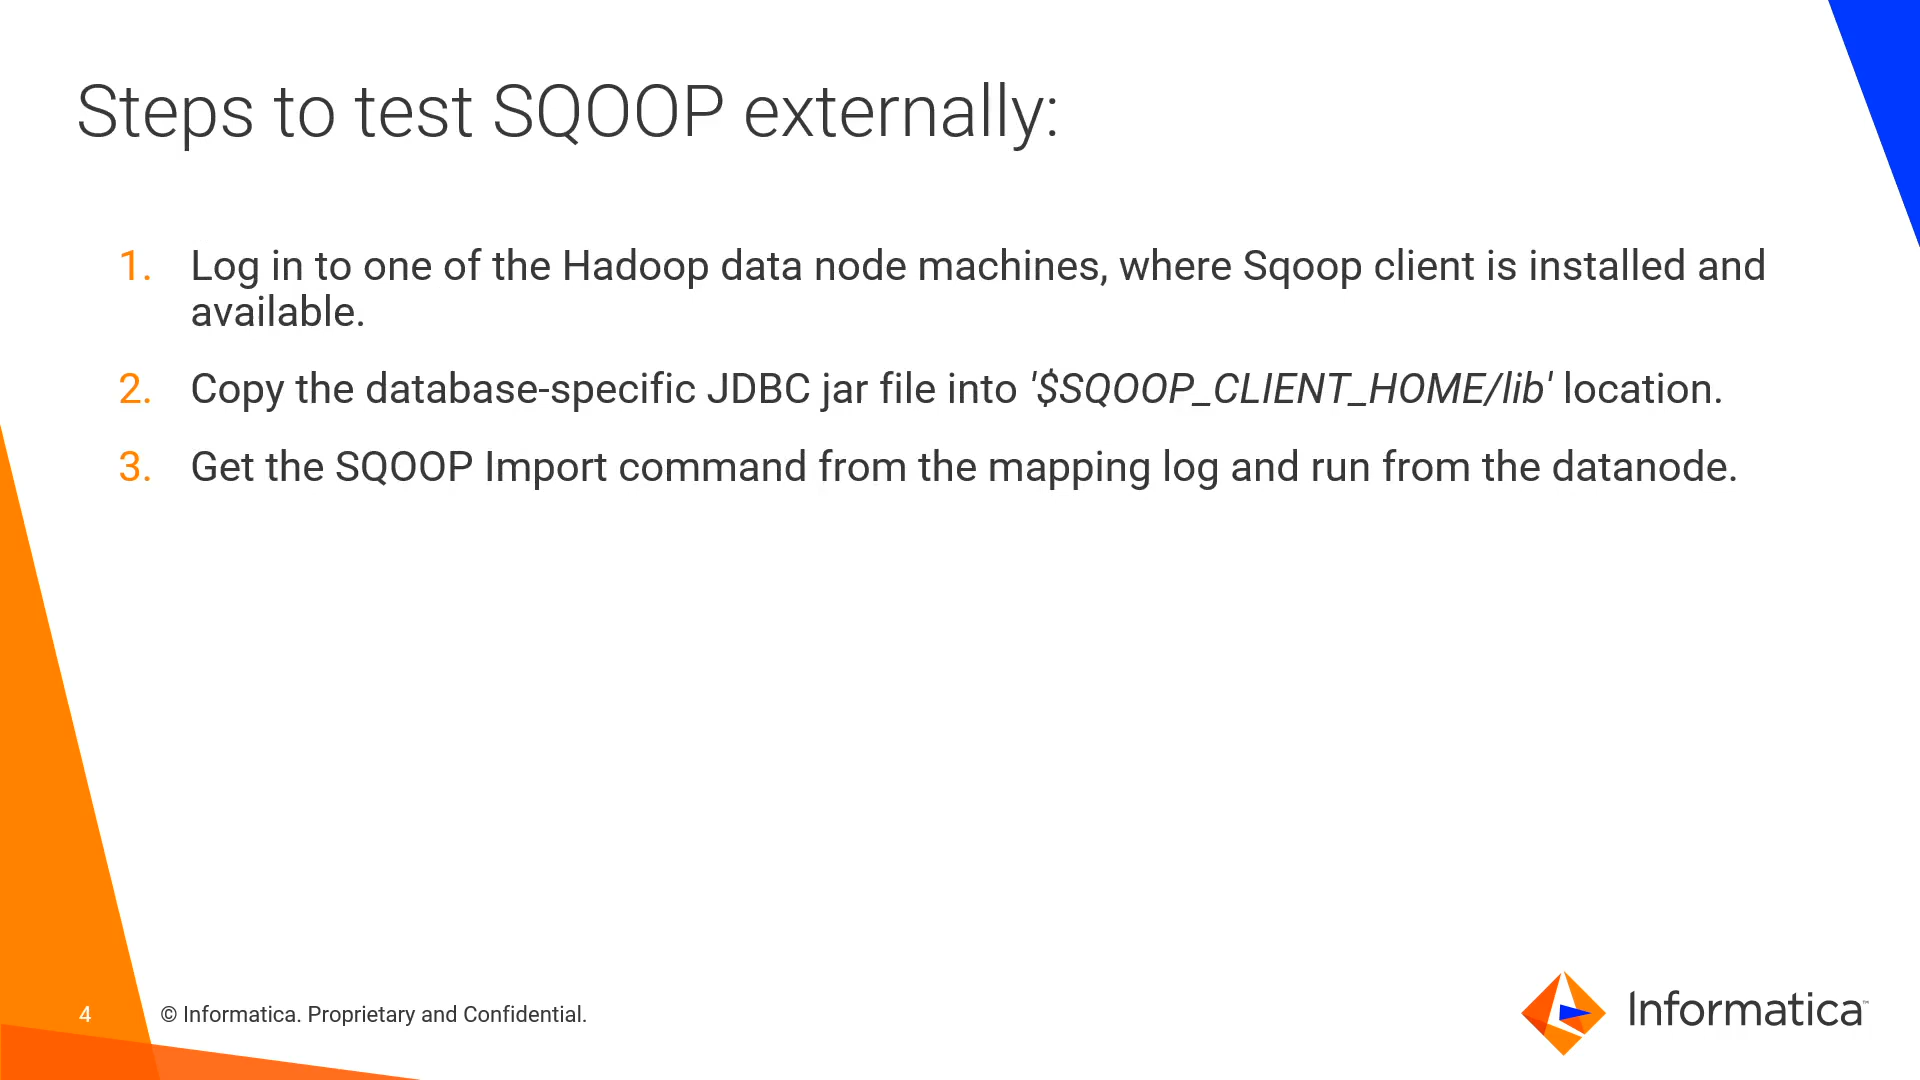 Steps to test SQOOP externally:
1. Log in to one of the Hadoop data node machines, where Sqoop client is installed and
available.
2. Copy the database-specific JDBC jar file into '$SQOOP_CLIENT_HOME/lib' location.
3. Get the SQOOP Import command from the mapping log and run from the datanode.
4 © Informatica. Proprietary and Confidential.
Informatica™